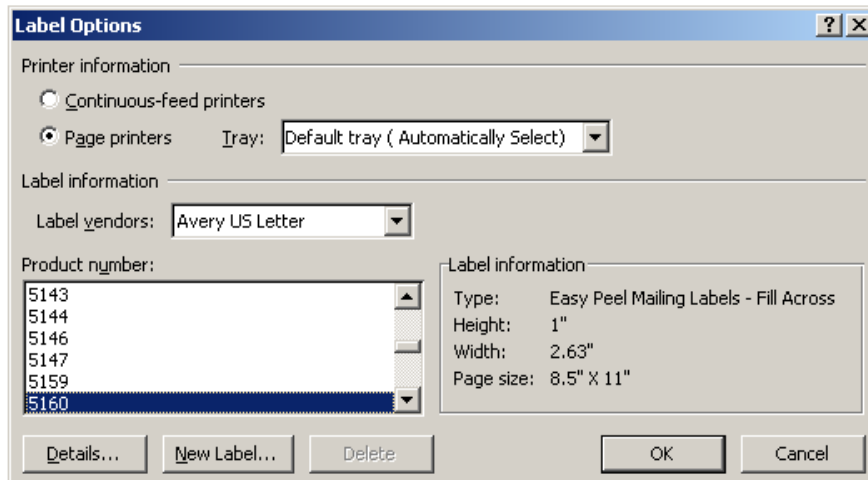 Label Options
Printer information
Continuous-feed printers
Page printers Tray: Default tray ( Automatically Select)
Label information
Label vendors: Avery US Letter
Product number:
5143
5144
5146
5147
5159
5160
Label information
Type: Easy Peel Mailing Labels - Fill Across
Height: 1"
Width: 2.63"
Page size: 8.5" X 11"
Details... New Label... Delete OK Cancel